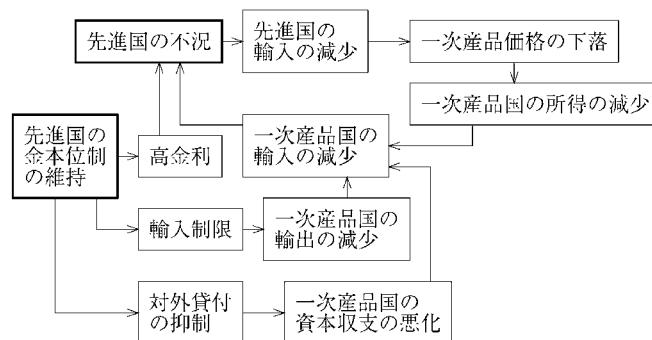 先進国の不況
先進国の
輸入の減少
一次産品価格の下落
一次産品国の所得の減少
先進国の
金本位制
の維持
高金利
一次産品国の
輸入の減少
輸入制限
一次産品国の
輸出の減少
対外貸付
の抑制
一次産品国の
資本収支の悪化